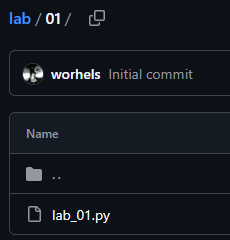 lab / 01 /
worhels Initial commit
Name
..
lab_01.py